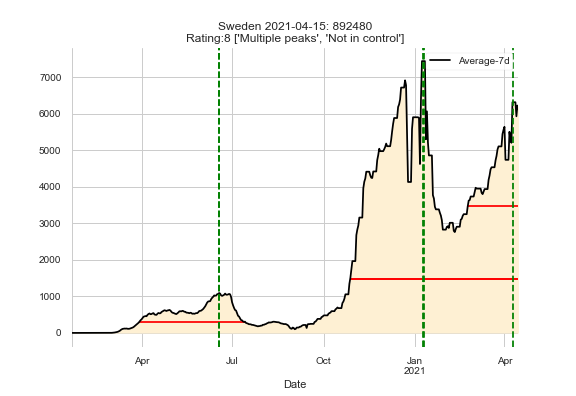 Sweden 2021-04-15: 892480
Rating:8 ['Multiple peaks', 'Not in control']
Average-7d
7000
6000
5000
4000
3000
2000
1000
0
Apr
Jul
Oct
Jan
2021
Apr
Date